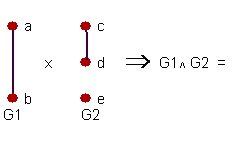 a c
x d ⟹ G1 ∧ G2 =
b e
G1 G2